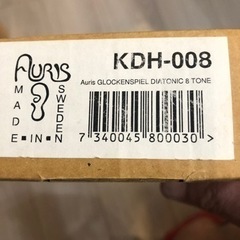 AURIS
MADE
IN
SWEDEN
KDH-008
Auris GLOCKENSPIEL DIATONIC 8 TONE
7 340045 800030 >